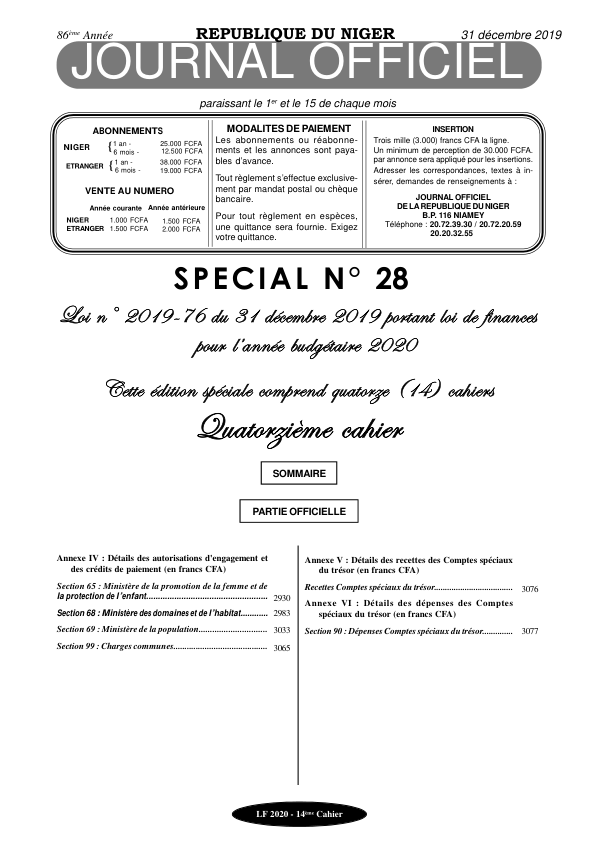 86ème Année
REPUBLIQUE DU NIGER
31 décembre 2019
JOURNAL OFFICIEL
paraissant le 1er et le 15 de chaque mois
ABONNEMENTS
NIGER { 1 an - 25.000 FCFA
6 mois - 12.500 FCFA
ETRANGER { 1 an - 38.000 FCFA
6 mois - 19.000 FCFA
VENTE AU NUMERO
Année courante Année antérieure
NIGER 1.000 FCFA 1.500 FCFA
ETRANGER 1.500 FCFA 2.000 FCFA
MODALITES DE PAIEMENT
Les abonnements ou réabonne-
ments et les annonces sont paya-
bles d'avance.
Tout règlement s'effectue exclusive-
ment par mandat postal ou chèque
bancaire.
Pour tout règlement en espèces,
une quittance sera fournie. Exigez
votre quittance.
INSERTION
Trois mille (3.000) francs CFA la ligne.
Un minimum de perception de 30.000 FCFA.
par annonce sera appliqué pour les insertions.
Adresser les correspondances, textes à in-
sérer, demandes de renseignements à :
JOURNAL OFFICIEL
DE LA REPUBLIQUE DU NIGER
B.P. 116 NIAMEY
Téléphone : 20.72.39.30 / 20.72.20.59
20.20.32.55
SPECIAL N° 28
Loi n° 2019-76 du 31 décembre 2019 portant loi de finances
pour l'année budgétaire 2020
Cette édition spéciale comprend quatorze (14) cahiers
Quatorzième cahier
SOMMAIRE
PARTIE OFFICIELLE
Annexe IV : Détails des autorisations d'engagement et
des crédits de paiement (en francs CFA)
Section 65 : Ministère de la promotion de la femme et de
la protection de l'enfant.................................................. 2930
Section 68 : Ministère des domaines et de l'habitat............ 2983
Section 69 : Ministère de la population............................. 3033
Section 99 : Charges communes........................................ 3065
Annexe V : Détails des recettes des Comptes spéciaux
du trésor (en francs CFA)
Recettes Comptes spéciaux du trésor.................................. 3076
Annexe VI : Détails des dépenses des Comptes
spéciaux du trésor (en francs CFA)
Section 90 : Dépenses Comptes spéciaux du trésor............. 3077
LF 2020 - 14ème Cahier